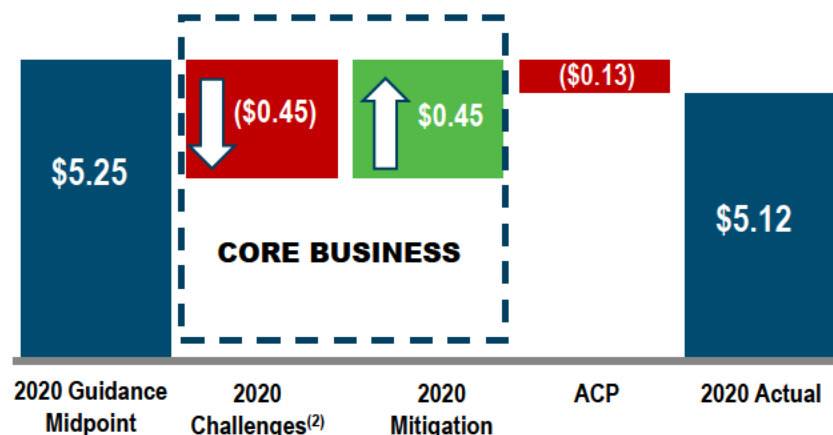 $5.25
($0.45)
$0.45
($0.13)
$5.12
CORE BUSINESS
2020 Guidance
Midpoint
2020
Challenges(2)
2020
Mitigation
ACP
2020 Actual